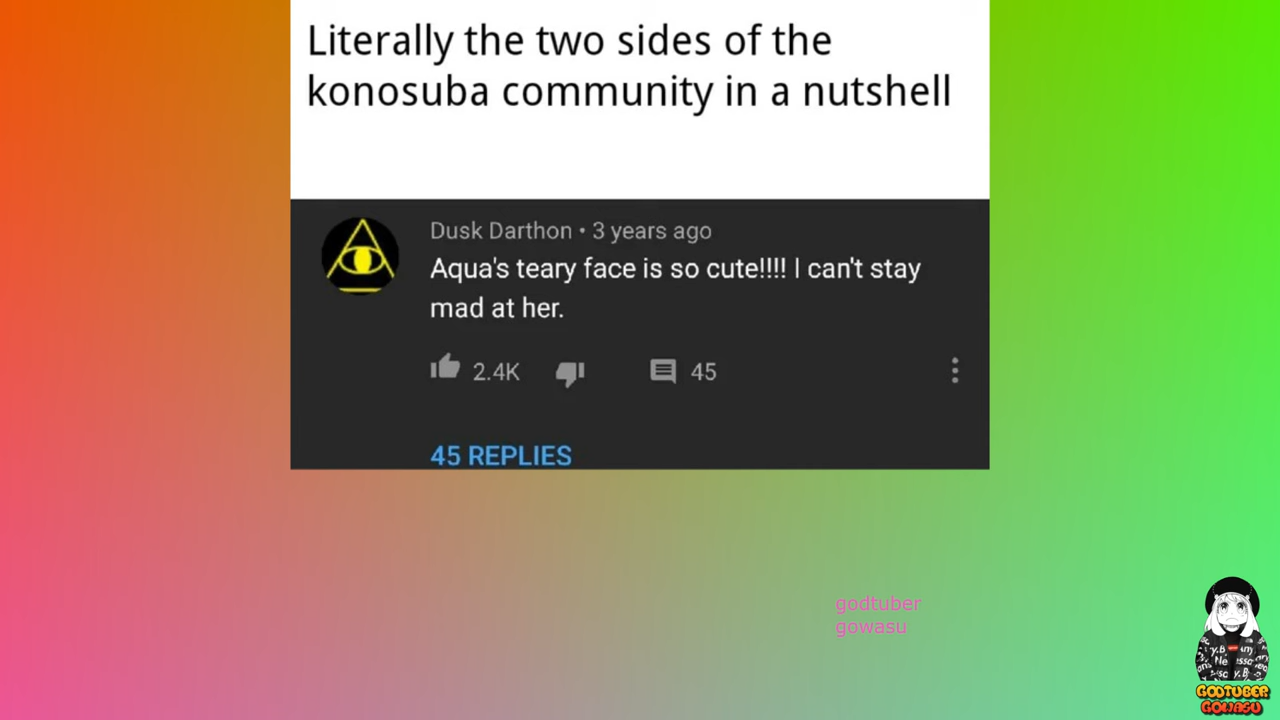 Literally the two sides of the
konosuba community in a nutshell
Dusk Darthon • 3 years ago
Aqua's teary face is so cute!!!! I can't stay
mad at her.
2.4K
45
45 REPLIES
godtuber
gowasu
GODTUBER
GOWASU